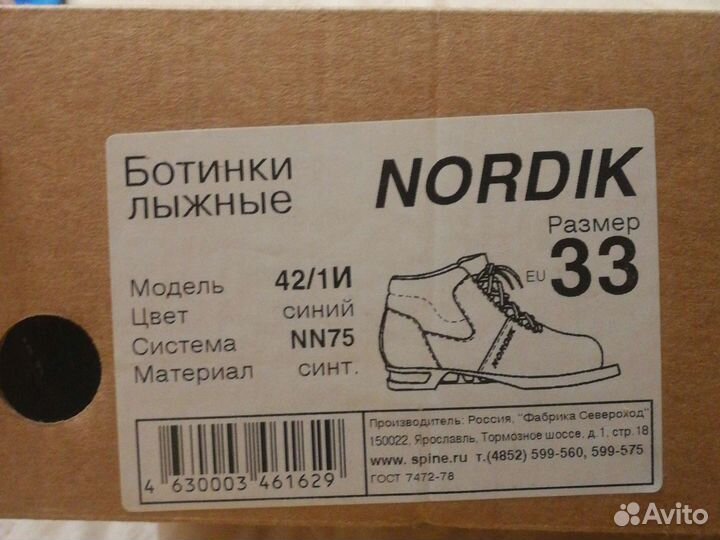 Ботинки
лыжные
NORDIK
Размер
EU 33
Модель 42/1И
Цвет синий
Система NN75
Материал синт.
NORDIK
4 630003 461629
Производитель: Россия, "Фабрика Североход"
150022, Ярославль, Тормозное шоссе, д.1, стр.18
www. spine.ru т.(4852) 599-560, 599-575
ГОСТ 7472-78
Avito